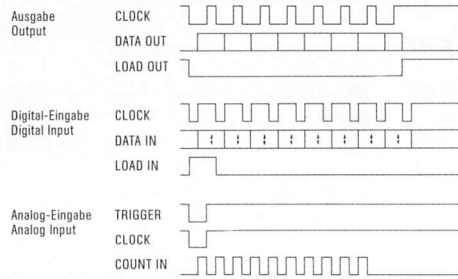 Ausgabe CLOCK
Output
DATA OUT
LOAD OUT
Digital-Eingabe CLOCK
Digital Input
DATA IN
LOAD IN
Analog-Eingabe TRIGGER
Analog Input
CLOCK
COUNT IN